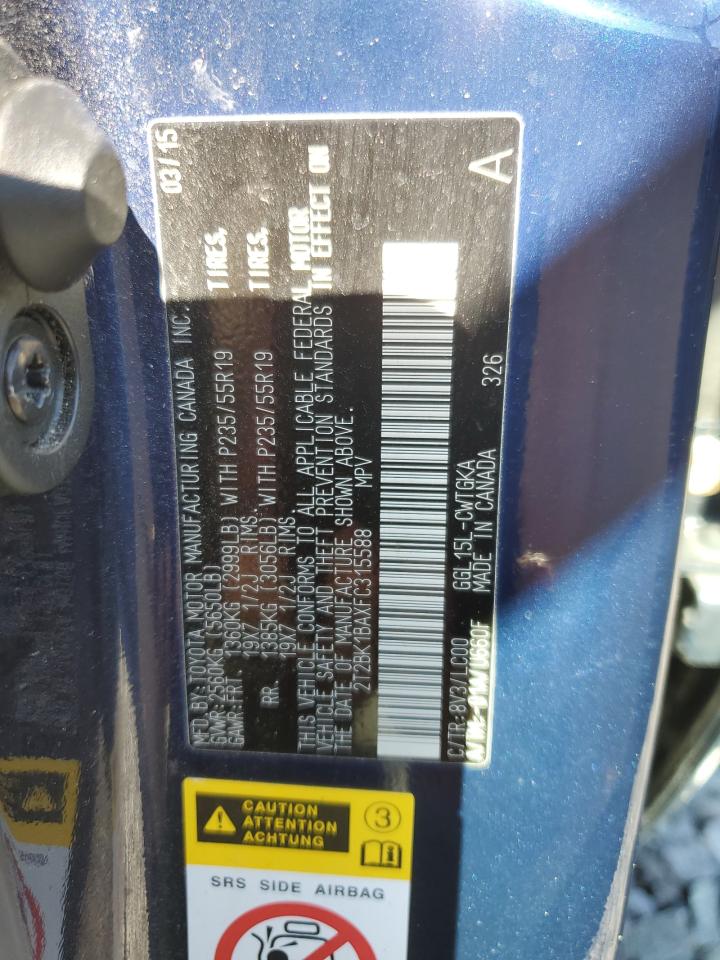 MFD. BY: TOYOTA MOTOR MANUFACTURING CANADA INC. 03/15
GVWR: 2560KG (5650LB)
GAWR: FRT 1360KG (2999LB) WITH P235/55R19 TIRES,
19X7 1/2J RIMS.
RR. 1385KG (3056LB) WITH P235/55R19 TIRES,
19X7 1/2J RIMS
THIS VEHICLE CONFORMS TO ALL APPLICABLE FEDERAL MOTOR
VEHICLE SAFETY AND THEFT PREVENTION STANDARDS IN EFFECT ON
THE DATE OF MANUFACTURE SHOWN ABOVE.
2T2BK1BAXFC315588 MPV
C/TR: 8V3/LC00 GGL15L-CWTGKA A
U660F MADE IN CANADA 326
CAUTION
ATTENTION
ACHTUNG
3
SRS SIDE AIRBAG